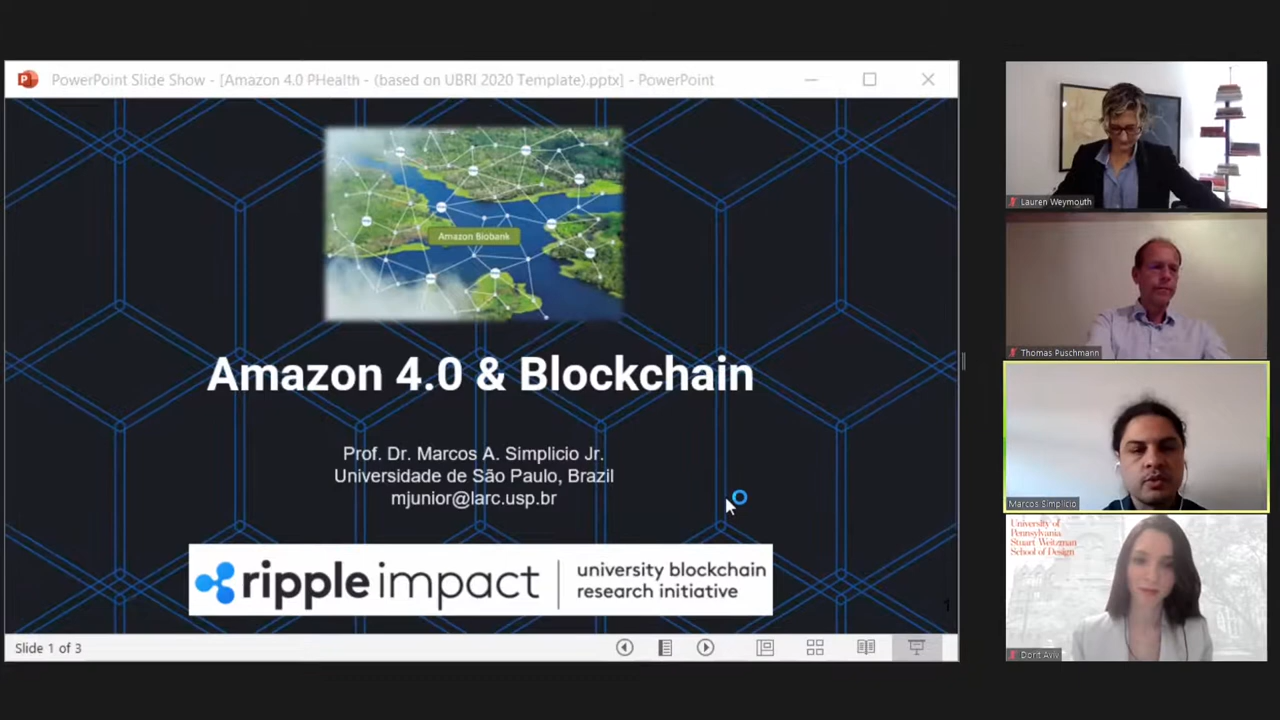 PowerPoint Slide Show - [Amazon 4.0 PHealth - (based on UBRI 2020 Template).pptx] - PowerPoint
Amazon Biobank
Amazon 4.0 & Blockchain
Prof. Dr. Marcos A. Simplicio Jr.
Universidade de São Paulo, Brazil
mjunior@larc.usp.br
ripple impact
university blockchain
research initiative
1
Slide 1 of 3
Lauren Weymouth
Thomas Puschmann
Marcos Simplicio
University of
Pennsylvania
Stuart Weitzman
School of Design
Dorit Aviv